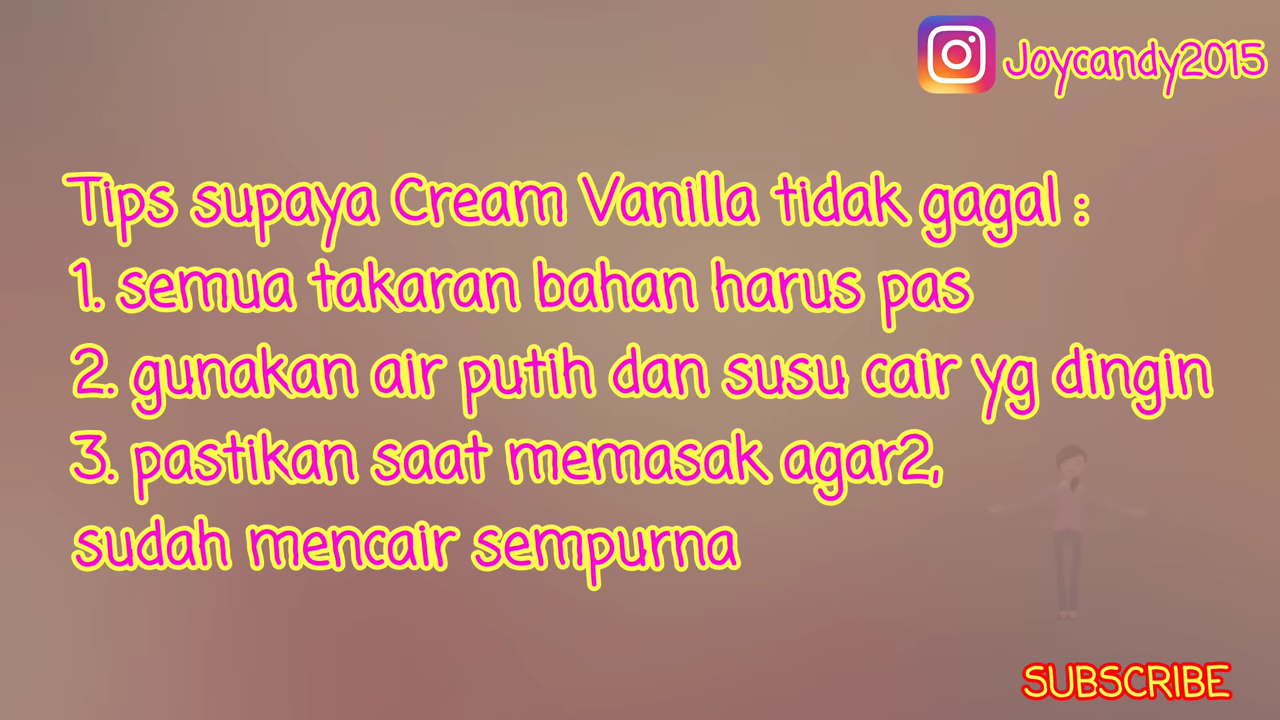 Joycandy2015
Tips supaya Cream Vanilla tidak gagal :
1. semua takaran bahan harus pas
2. gunakan air putih dan susu cair yg dingin
3. pastikan saat memasak agar2,
sudah mencair sempurna
SUBSCRIBE